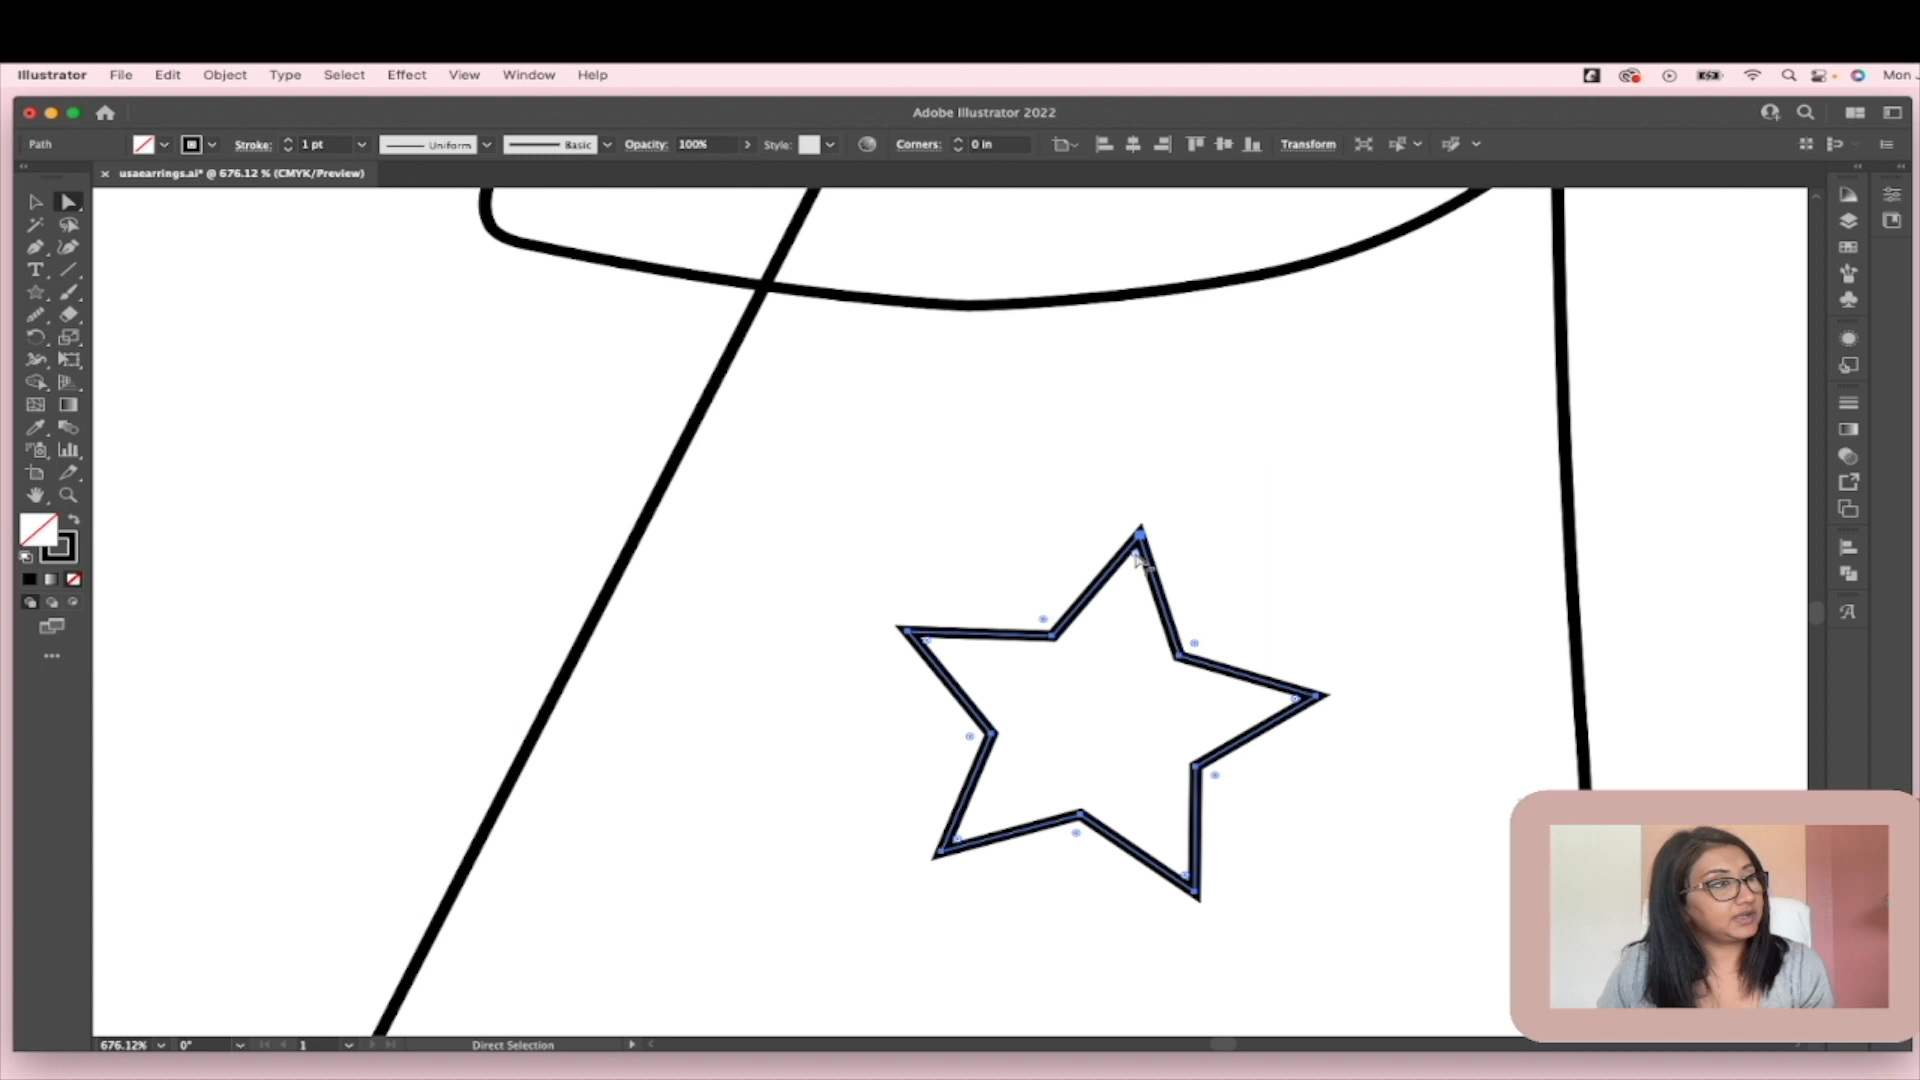 Illustrator File Edit Object Type Select Effect View Window Help Mon
Adobe Illustrator 2022
Path Stroke: 1 pt Uniform Basic Opacity: 100% Style: Corners: 0 in Transform
× usaearrings.ai* @ 676.12 % (CMYK/Preview)
676.12% 0° 1 Direct Selection